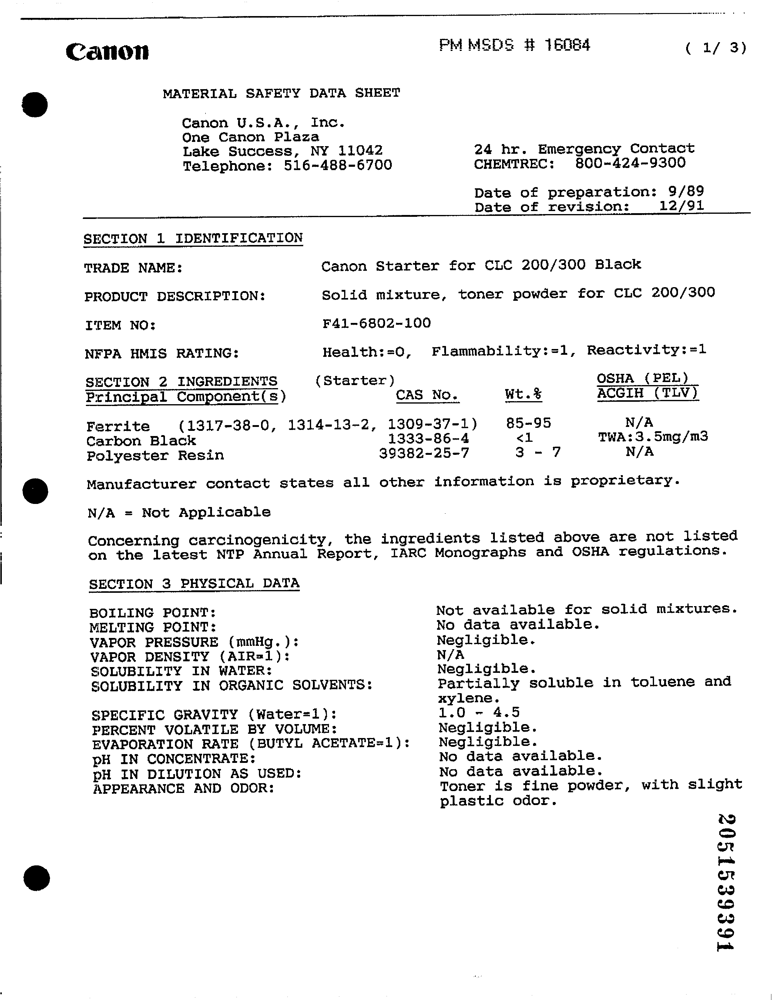 Canon
PM MSDS # 16084
( 1/ 3)
MATERIAL SAFETY DATA SHEET
Canon U.S.A., Inc.
One Canon Plaza
Lake Success, NY 11042
Telephone: 516-488-6700
24 hr. Emergency Contact
CHEMTREC: 800-424-9300
Date of preparation: 9/89
Date of revision: 12/91
SECTION 1 IDENTIFICATION
TRADE NAME: Canon Starter for CLC 200/300 Black
PRODUCT DESCRIPTION: Solid mixture, toner powder for CLC 200/300
ITEM NO: F41-6802-100
NFPA HMIS RATING: Health:=0, Flammability:=1, Reactivity:=1
SECTION 2 INGREDIENTS (Starter) OSHA (PEL)
Principal Component(s) CAS No. Wt.% ACGIH (TLV)
Ferrite (1317-38-0, 1314-13-2, 1309-37-1) 85-95 N/A
Carbon Black 1333-86-4 <1 TWA:3.5mg/m3
Polyester Resin 39382-25-7 3 - 7 N/A
Manufacturer contact states all other information is proprietary.
N/A = Not Applicable
Concerning carcinogenicity, the ingredients listed above are not listed
on the latest NTP Annual Report, IARC Monographs and OSHA regulations.
SECTION 3 PHYSICAL DATA
BOILING POINT: Not available for solid mixtures.
MELTING POINT: No data available.
VAPOR PRESSURE (mmHg.): Negligible.
VAPOR DENSITY (AIR=1): N/A
SOLUBILITY IN WATER: Negligible.
SOLUBILITY IN ORGANIC SOLVENTS: Partially soluble in toluene and
xylene.
SPECIFIC GRAVITY (Water=1): 1.0 - 4.5
PERCENT VOLATILE BY VOLUME: Negligible.
EVAPORATION RATE (BUTYL ACETATE=1): Negligible.
pH IN CONCENTRATE: No data available.
pH IN DILUTION AS USED: No data available.
APPEARANCE AND ODOR: Toner is fine powder, with slight
plastic odor.
2051539391